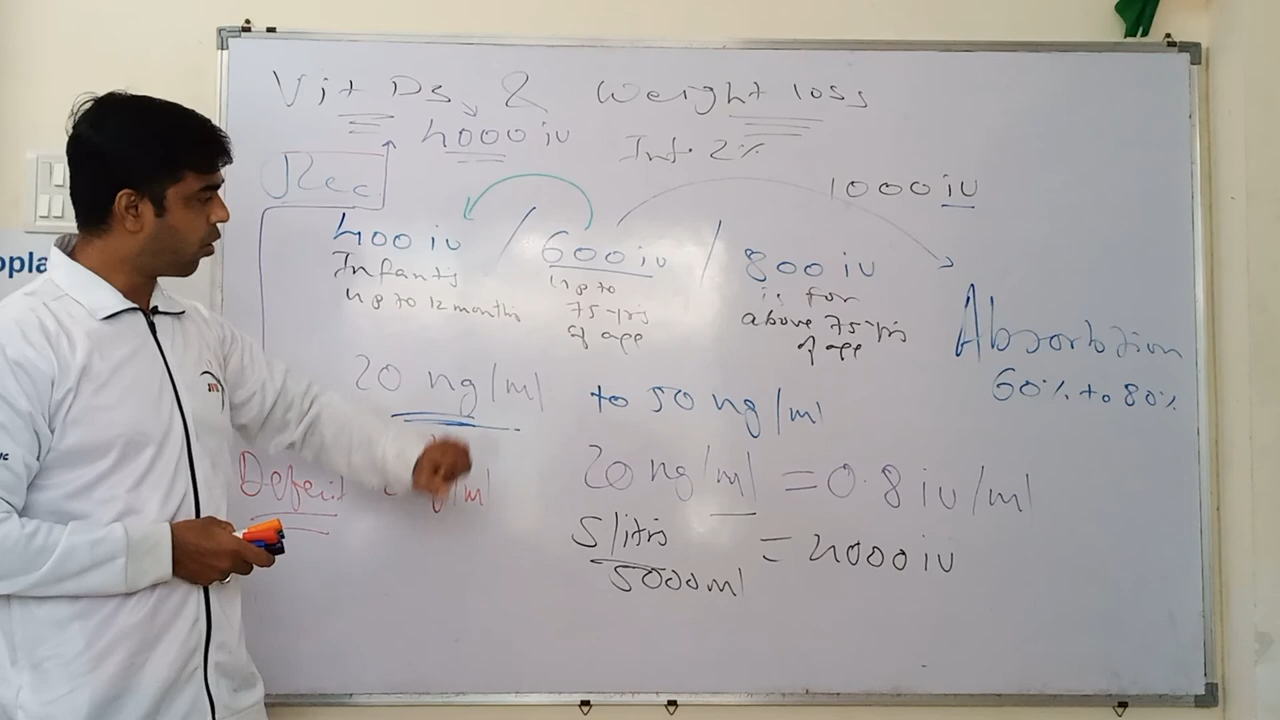 Vit D3 & Weight loss
4000 iu
Int 2%
Rec
1000 iu
400 iu / 600 iu / 800 iu
Infants
up to 12 months
up to
75 yrs
of age
is for
above 75 yrs
of age
Absorbtion
60% to 80%
20 ng/ml to 50 ng/ml
Deficit
20 ng/ml = 0.8 iu/ml
5 litrs
5000 ml
= 4000 iu
opla